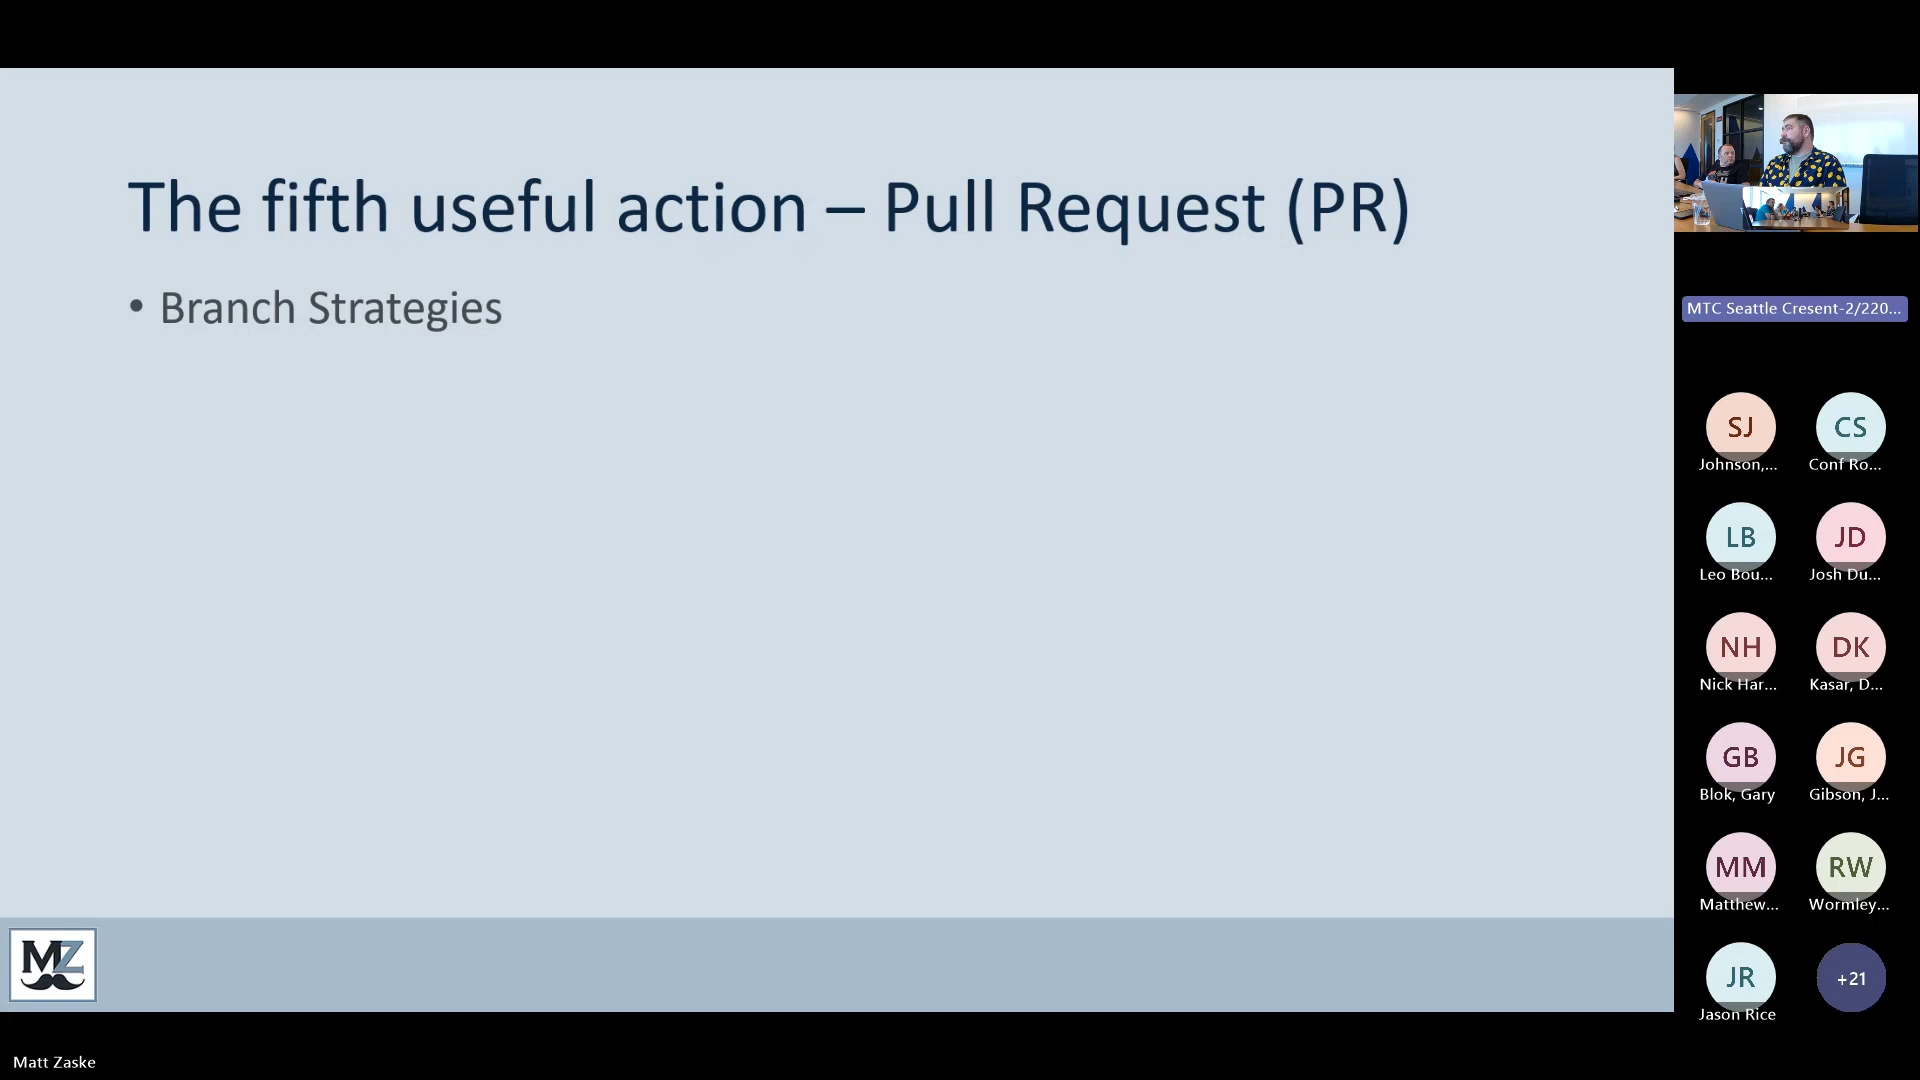 The fifth useful action – Pull Request (PR)
• Branch Strategies
MZ
Matt Zaske
MTC Seattle Cresent-2/220...
SJ
Johnson,...
CS
Conf Ro...
LB
Leo Bou...
JD
Josh Du...
NH
Nick Har...
DK
Kasar, D...
GB
Blok, Gary
JG
Gibson, J...
MM
Matthew...
RW
Wormley...
JR
Jason Rice
+21